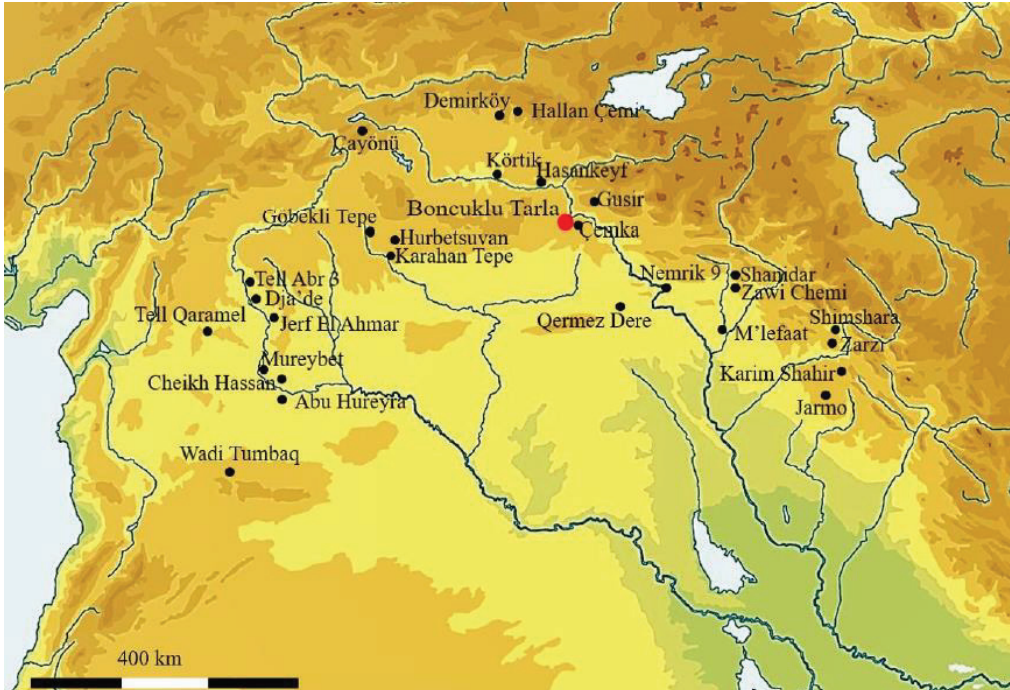 Demirköy
Hallan Çemi
Çayönü
Körtik
Hasankeyf
Gusir
Boncuklu Tarla
Çemka
Göbekli Tepe
Hurbetsuvan
Karahan Tepe
Tell Abr 3
Nemrik 9
Shanidar
Zawi Chemi
Dja'de
Tell Qaramel
Jerf El Ahmar
Qermez Dere
M'lefaat
Shimshara
Zarzi
Mureybet
Cheikh Hassan
Karim Shahir
Abu Hureyra
Jarmo
Wadi Tumbaq
400 km